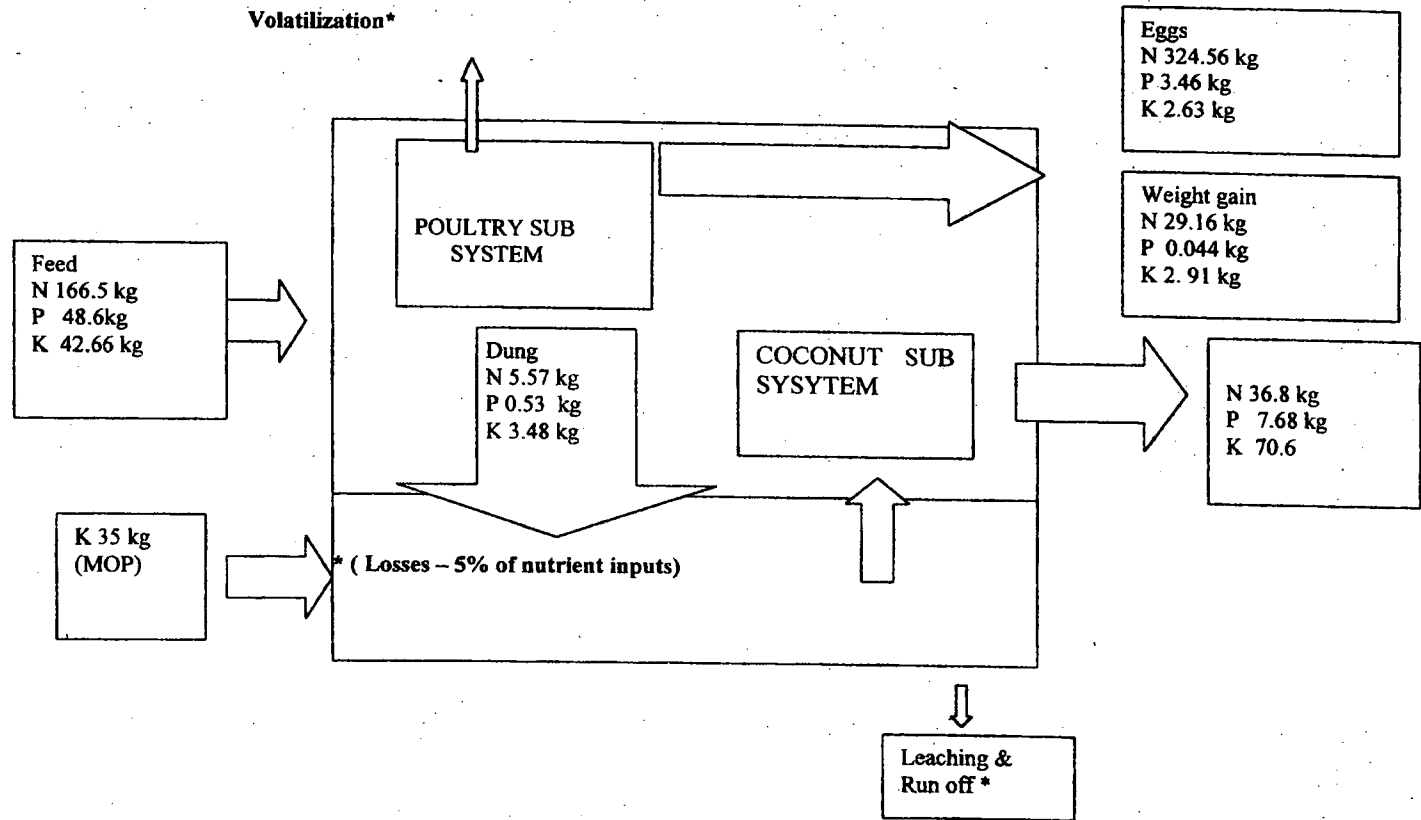 Volatilization*
Eggs
N 324.56 kg
P 3.46 kg
K 2.63 kg
Weight gain
N 29.16 kg
P 0.044 kg
K 2. 91 kg
POULTRY SUB
SYSTEM
Feed
N 166.5 kg
P 48.6kg
K 42.66 kg
Dung
N 5.57 kg
P 0.53 kg
K 3.48 kg
COCONUT SUB
SYSYTEM
N 36.8 kg
P 7.68 kg
K 70.6
K 35 kg
(MOP)
* ( Losses – 5% of nutrient inputs)
Leaching &
Run off *